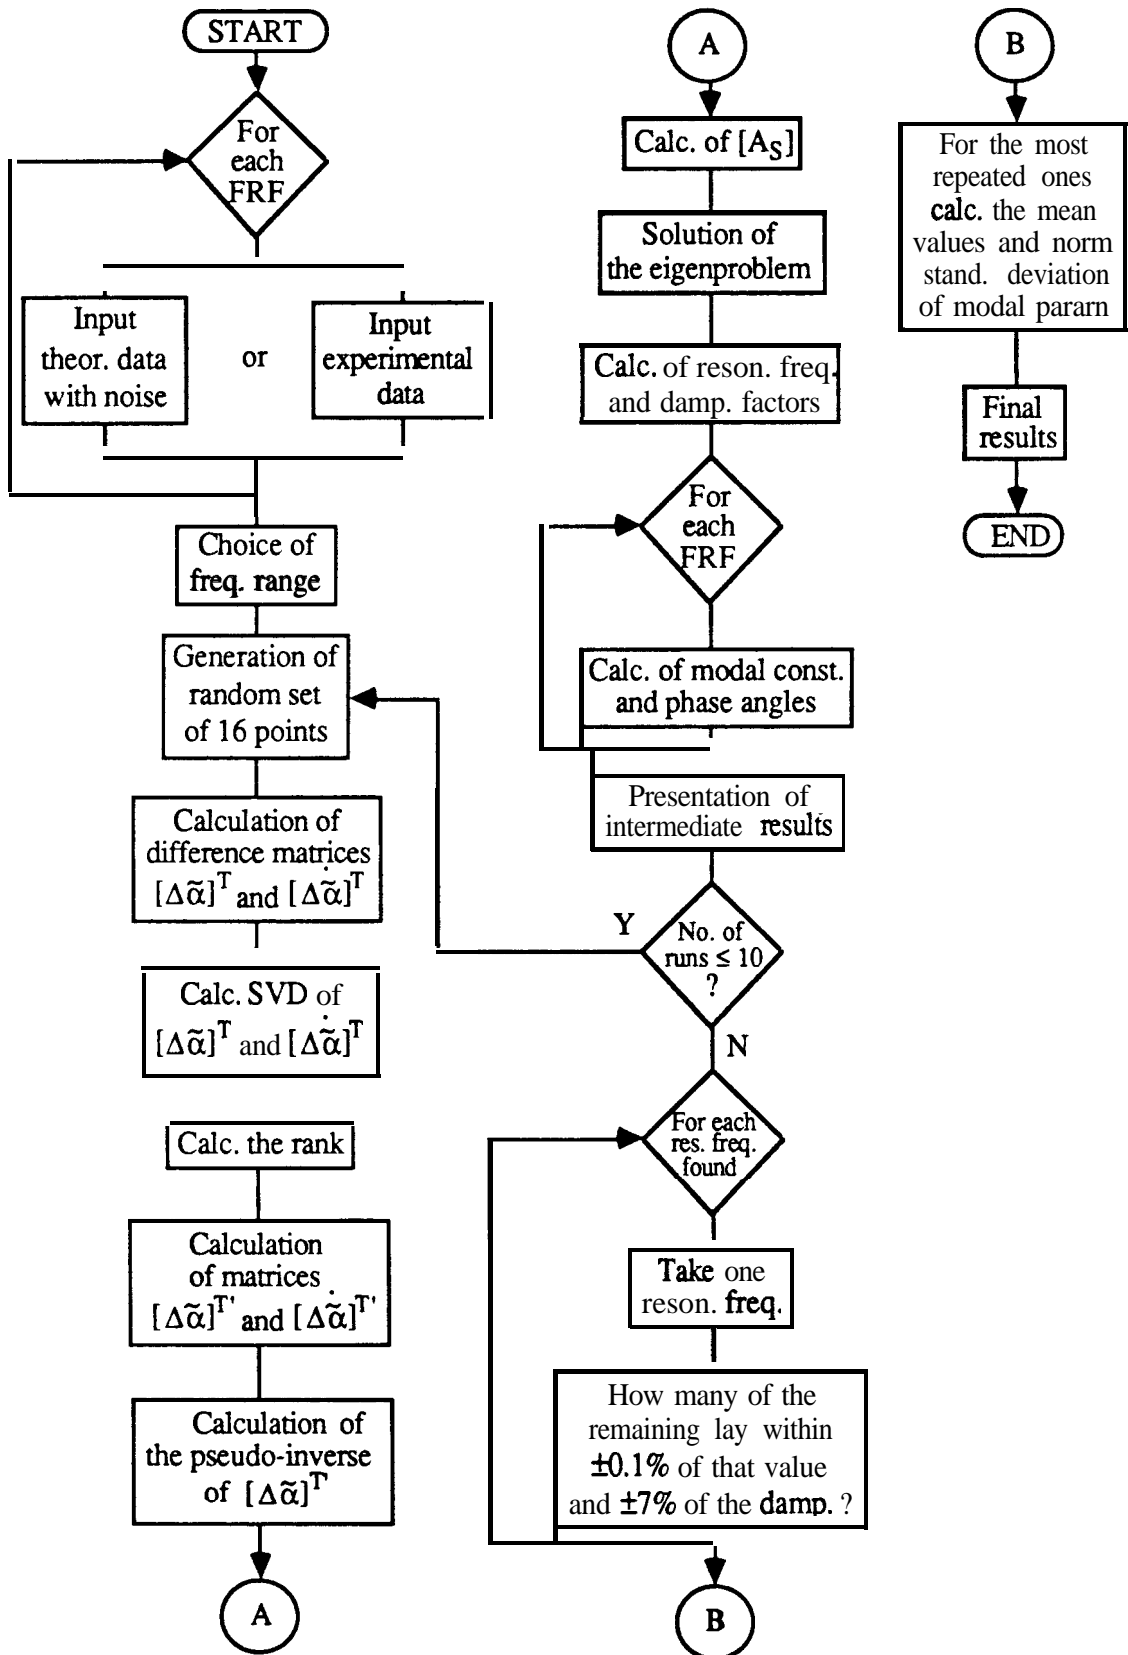 START
For
each
FRF
Input
theor. data
with noise
or
Input
experimental
data
Choice of
freq. range
Generation of
random set
of 16 points
Calculation of
difference matrices
[Δα̃]ᵀ and [Δα̃̇]ᵀ
Calc. SVD of
[Δα̃]ᵀ and [Δα̃̇]ᵀ
Calc. the rank
Calculation
of matrices
[Δα̃]ᵀ' and [Δα̃̇]ᵀ'
Calculation of
the pseudo-inverse
of [Δα̃]ᵀ'
A
A
Calc. of [A_S]
Solution of
the eigenproblem
Calc. of reson. freq.
and damp. factors
For
each
FRF
Calc. of modal const.
and phase angles
Presentation of
intermediate results
No. of
runs ≤ 10
?
Y
N
For each
res. freq.
found
Take one
reson. freq.
How many of the
remaining lay within
±0.1% of that value
and ±7% of the damp. ?
B
B
For the most
repeated ones
calc. the mean
values and norm
stand. deviation
of modal pararn
Final
results
END